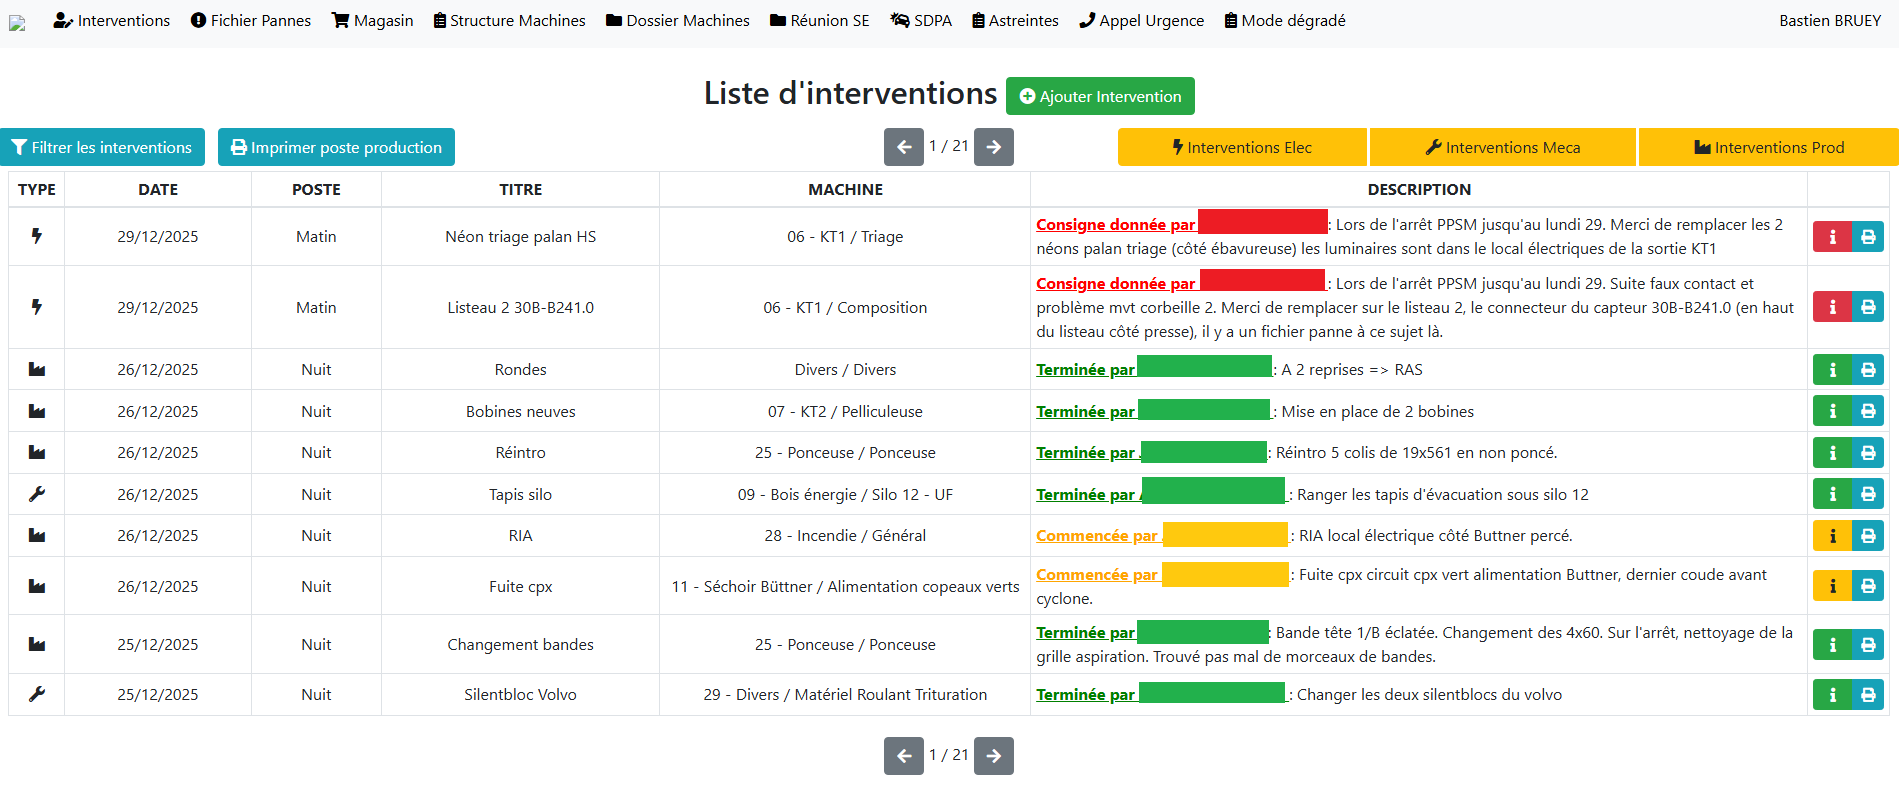 Interventions Fichier Pannes Magasin Structure Machines Dossier Machines Réunion SE SDPA Astreintes Appel Urgence Mode dégradé Bastien BRUEY
Liste d'interventions Ajouter Intervention
Filtrer les interventions Imprimer poste production 1 / 21 Interventions Elec Interventions Meca Interventions Prod
TYPE DATE POSTE TITRE MACHINE DESCRIPTION
29/12/2025 Matin Néon triage palan HS 06 - KT1 / Triage Consigne donnée par : Lors de l'arrêt PPSM jusqu'au lundi 29. Merci de remplacer les 2
néons palan triage (côté ébavureuse) les luminaires sont dans le local électriques de la sortie KT1
29/12/2025 Matin Listeau 2 30B-B241.0 06 - KT1 / Composition Consigne donnée par : Lors de l'arrêt PPSM jusqu'au lundi 29. Suite faux contact et
problème mvt corbeille 2. Merci de remplacer sur le listeau 2, le connecteur du capteur 30B-B241.0 (en haut
du listeau côté presse), il y a un fichier panne à ce sujet là.
26/12/2025 Nuit Rondes Divers / Divers Terminée par : A 2 reprises => RAS
26/12/2025 Nuit Bobines neuves 07 - KT2 / Pelliculeuse Terminée par : Mise en place de 2 bobines
26/12/2025 Nuit Réintro 25 - Ponceuse / Ponceuse Terminée par : Réintro 5 colis de 19x561 en non poncé.
26/12/2025 Nuit Tapis silo 09 - Bois énergie / Silo 12 - UF Terminée par : Ranger les tapis d'évacuation sous silo 12
26/12/2025 Nuit RIA 28 - Incendie / Général Commencée par : RIA local électrique côté Buttner percé.
26/12/2025 Nuit Fuite cpx 11 - Séchoir Büttner / Alimentation copeaux verts Commencée par : Fuite cpx circuit cpx vert alimentation Buttner, dernier coude avant
cyclone.
25/12/2025 Nuit Changement bandes 25 - Ponceuse / Ponceuse Terminée par : Bande tête 1/B éclatée. Changement des 4x60. Sur l'arrêt, nettoyage de la
grille aspiration. Trouvé pas mal de morceaux de bandes.
25/12/2025 Nuit Silentbloc Volvo 29 - Divers / Matériel Roulant Trituration Terminée par : Changer les deux silentblocs du volvo
1 / 21